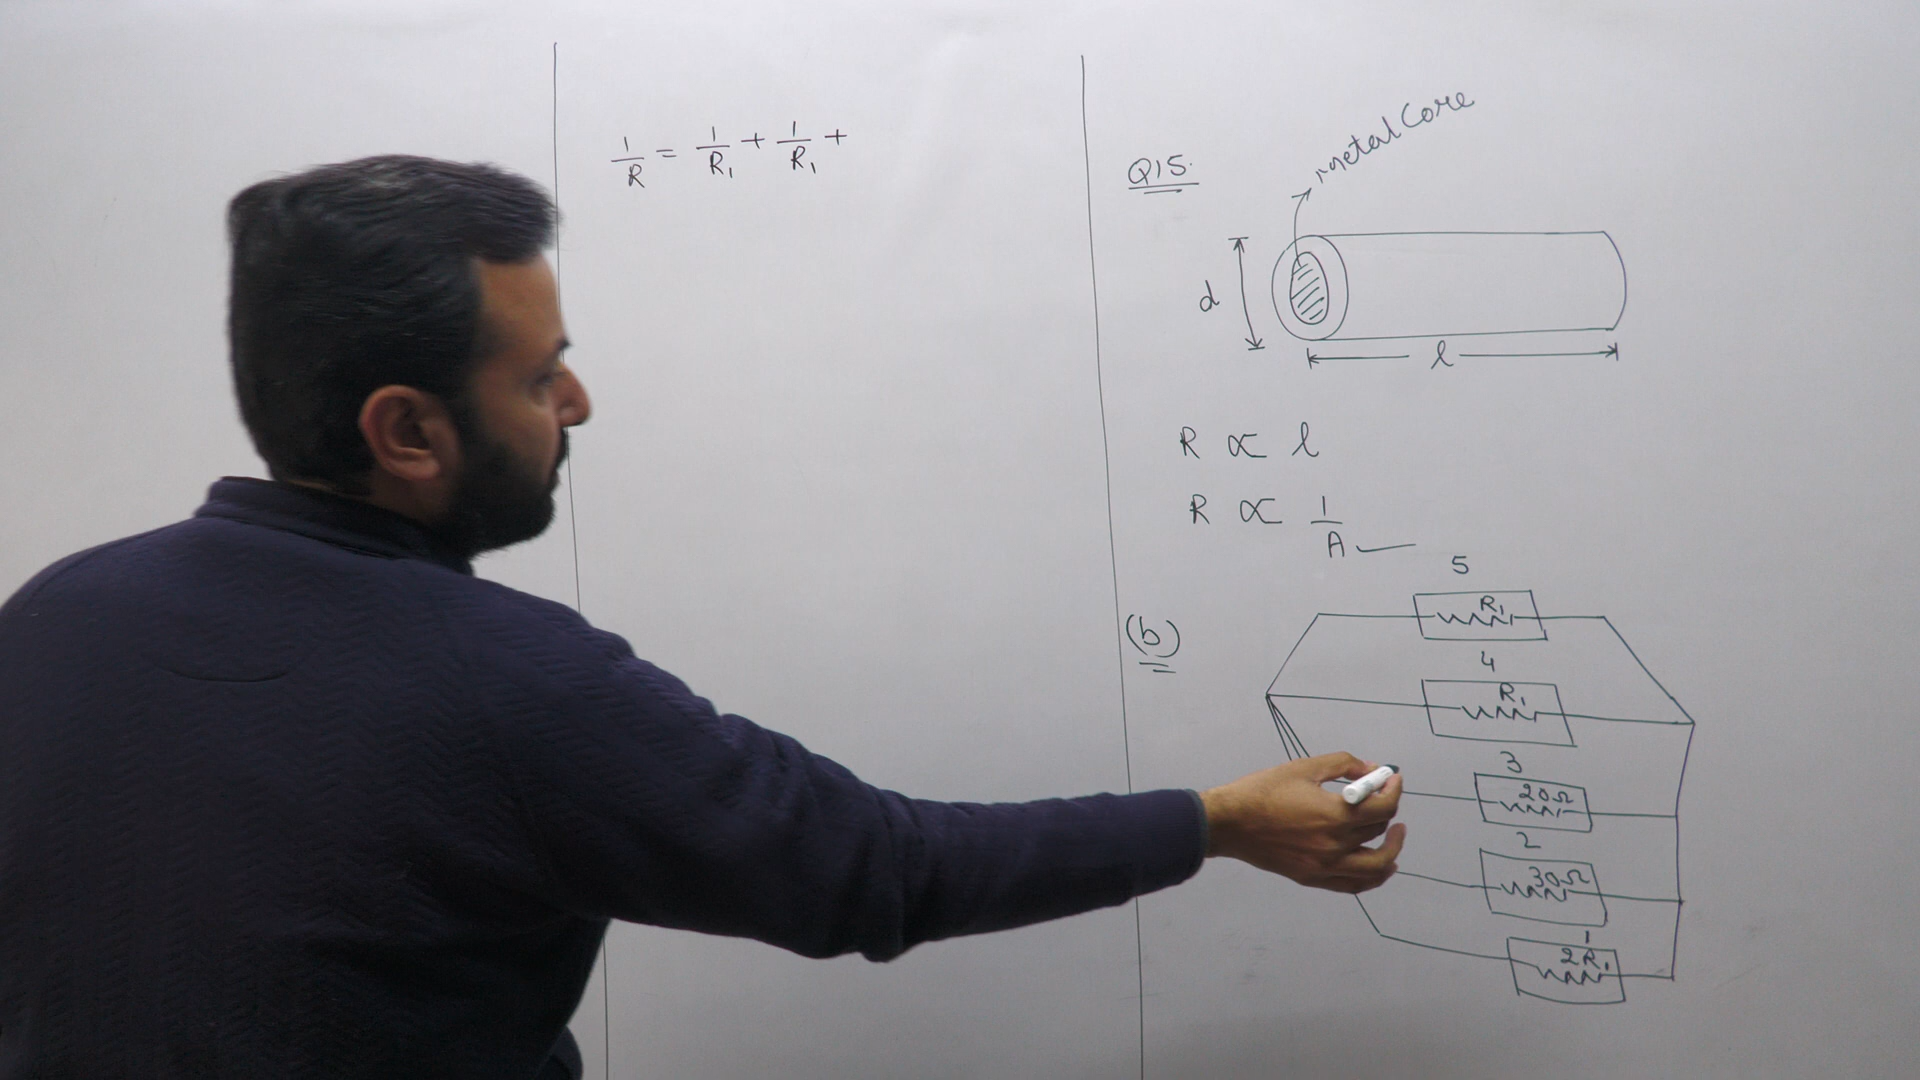 1/R = 1/R₁ + 1/R₁ +
Q15.
metal core
d
l
R ∝ l
R ∝ 1/A
(b)
5
R₁
4
R₁
3
20Ω
2
30Ω
1
2R₁